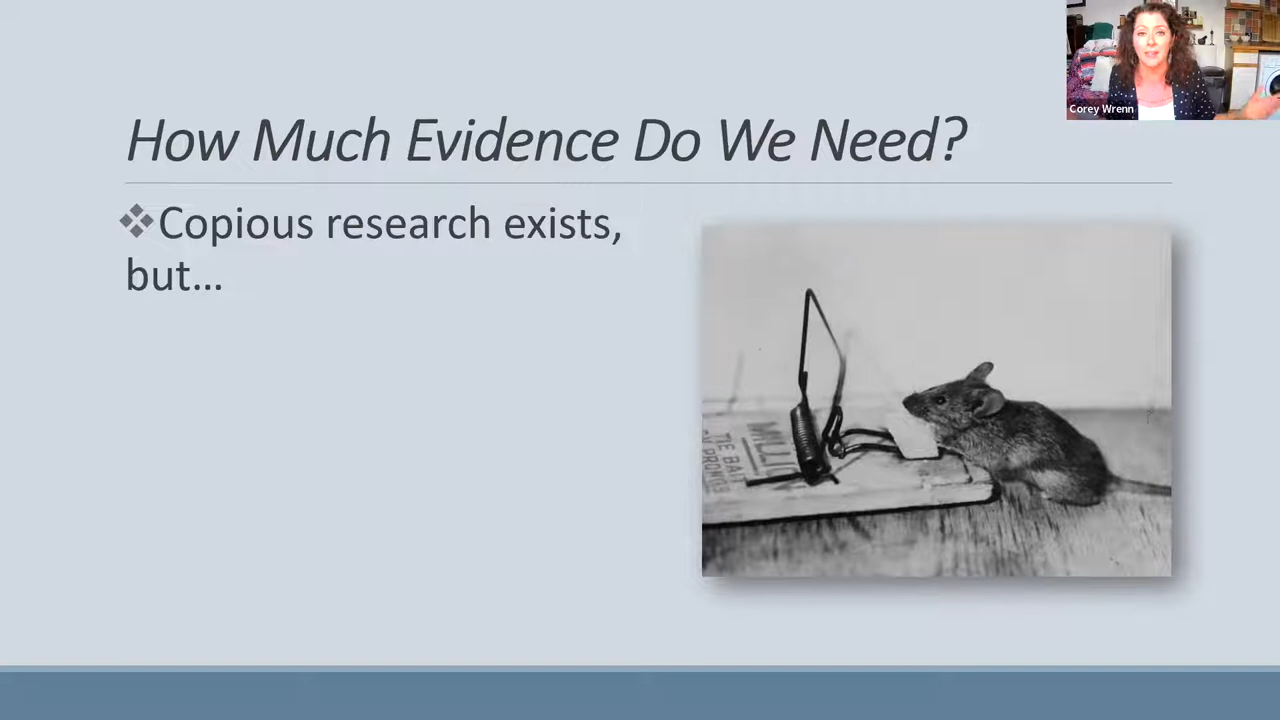 Corey Wrenn
How Much Evidence Do We Need?
❖Copious research exists,
but…